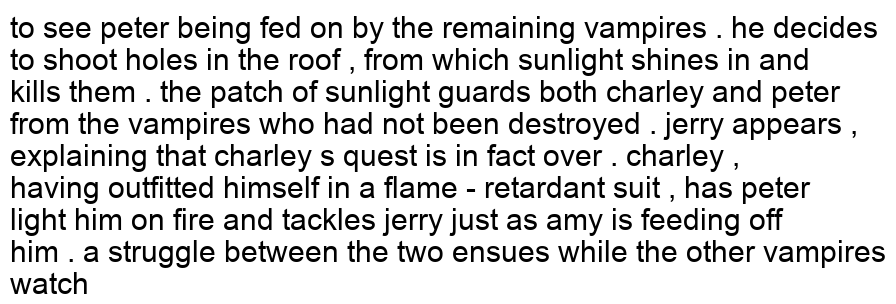 to see peter being fed on by the remaining vampires . he decides
to shoot holes in the roof , from which sunlight shines in and
kills them . the patch of sunlight guards both charley and peter
from the vampires who had not been destroyed . jerry appears ,
explaining that charley s quest is in fact over . charley ,
having outfitted himself in a flame - retardant suit , has peter
light him on fire and tackles jerry just as amy is feeding off
him . a struggle between the two ensues while the other vampires
watch